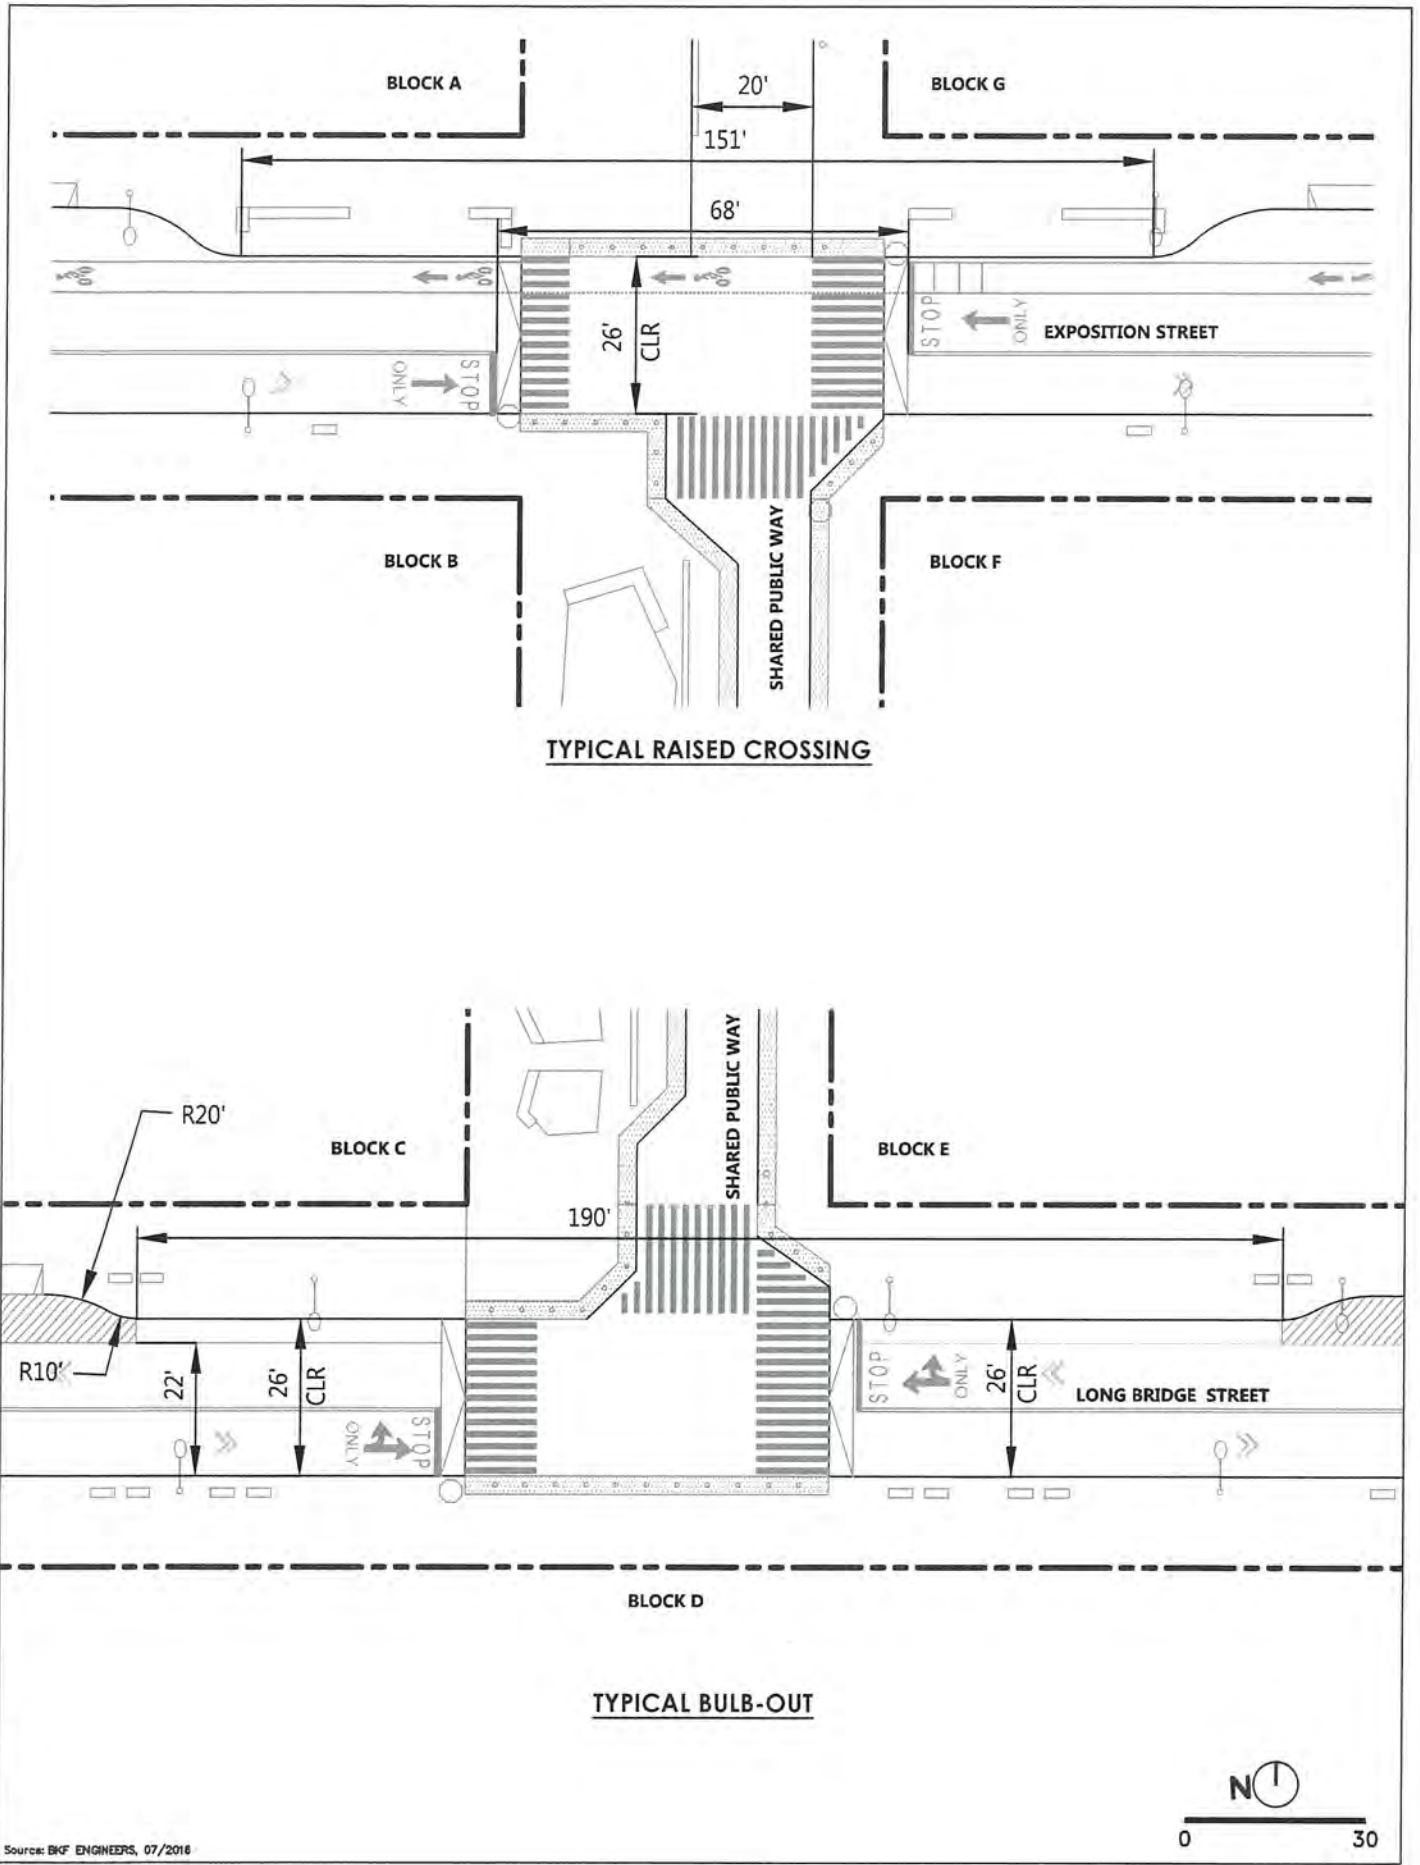 BLOCK A
BLOCK G
20'
151'
68'
26'
CLR
STOP
ONLY
EXPOSITION STREET
ONLY
STOP
BLOCK B
SHARED PUBLIC WAY
BLOCK F
TYPICAL RAISED CROSSING
R20'
BLOCK C
SHARED PUBLIC WAY
BLOCK E
190'
R10'
22'
26'
CLR
ONLY
STOP
STOP
ONLY
26'
CLR
LONG BRIDGE STREET
BLOCK D
TYPICAL BULB-OUT
N
0 30
Source: BKF ENGINEERS, 07/2016